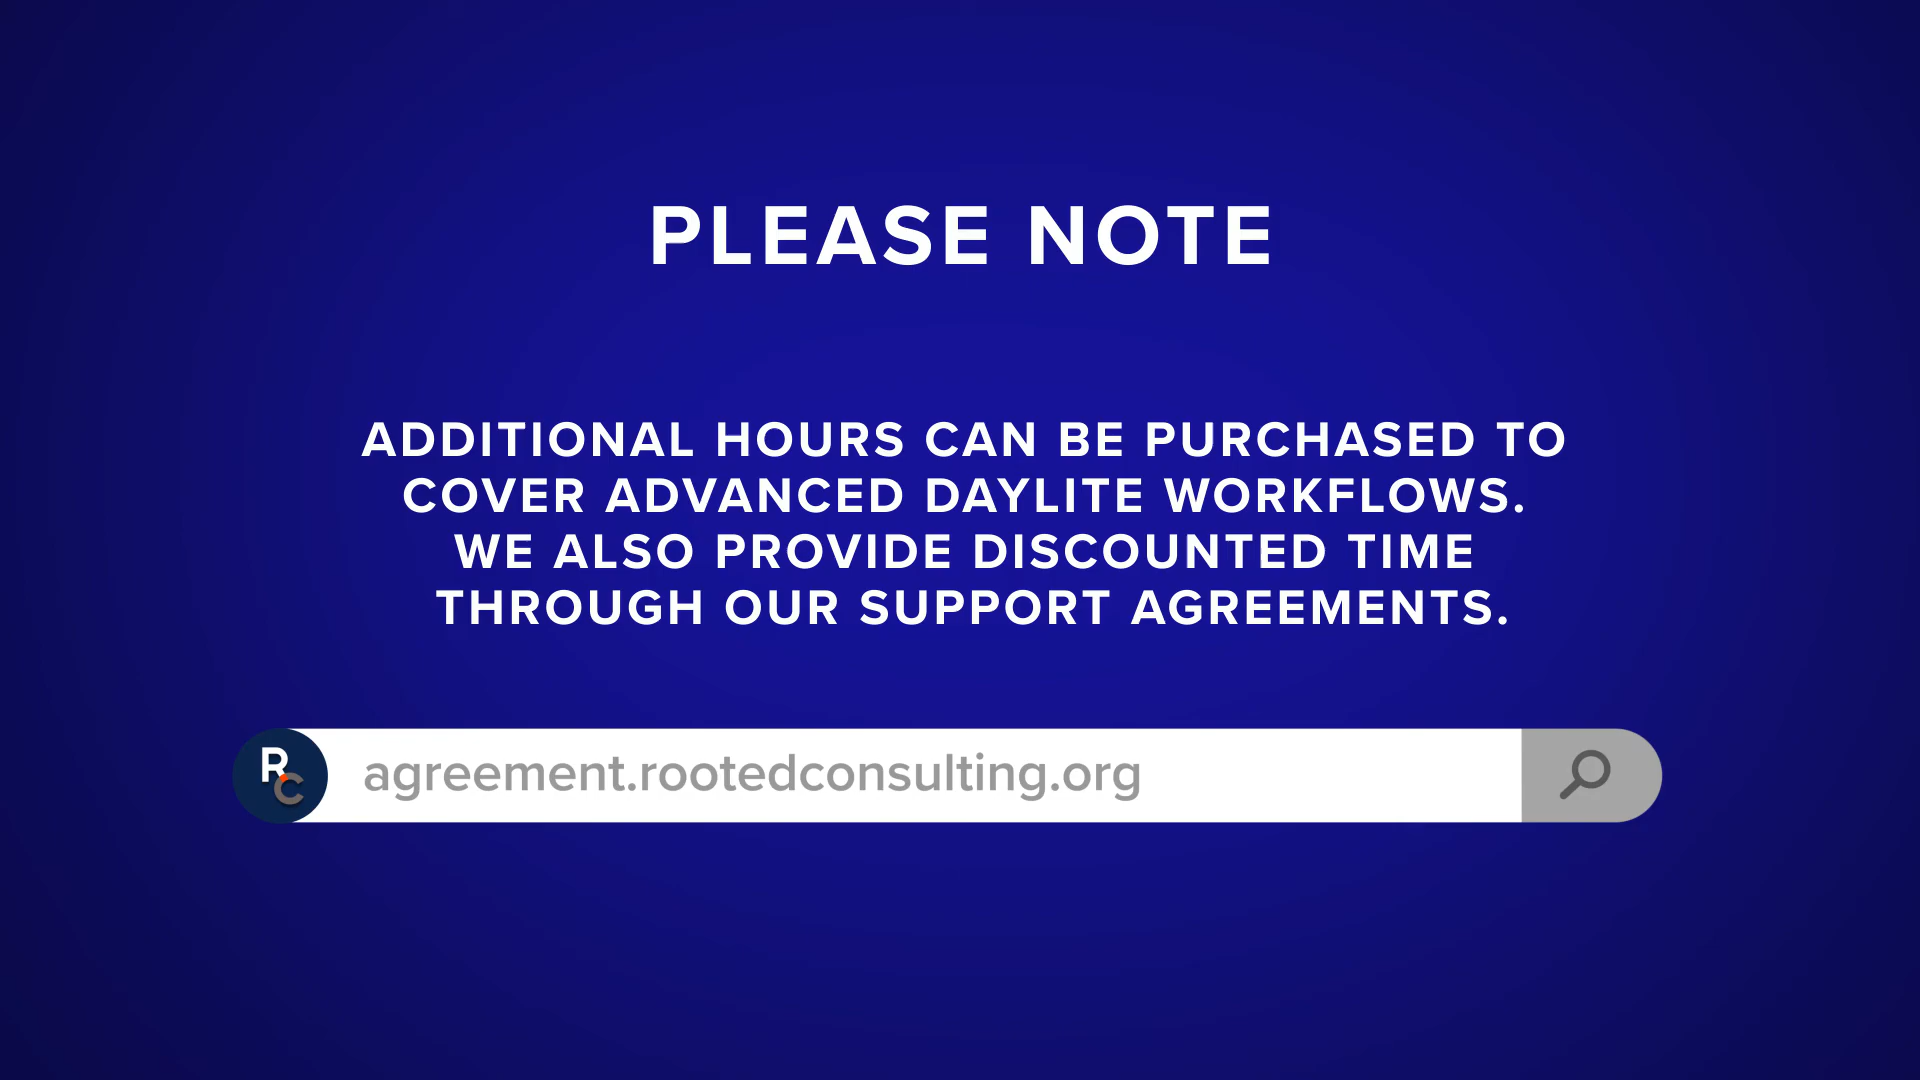 PLEASE NOTE
ADDITIONAL HOURS CAN BE PURCHASED TO
COVER ADVANCED DAYLITE WORKFLOWS.
WE ALSO PROVIDE DISCOUNTED TIME
THROUGH OUR SUPPORT AGREEMENTS.
RC
agreement.rootedconsulting.org